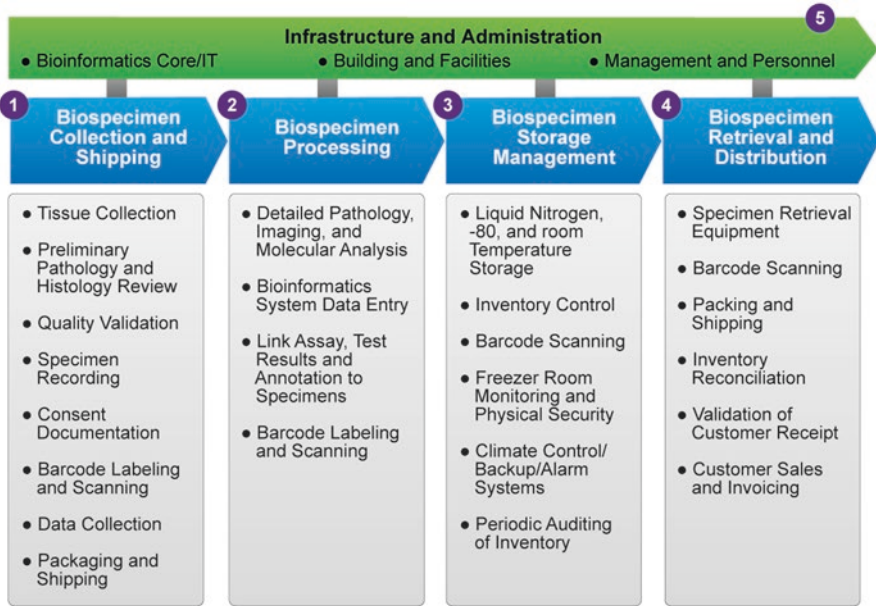 5
Infrastructure and Administration
● Bioinformatics Core/IT ● Building and Facilities ● Management and Personnel
1
Biospecimen
Collection and
Shipping
● Tissue Collection
● Preliminary
Pathology and
Histology Review
● Quality Validation
● Specimen
Recording
● Consent
Documentation
● Barcode Labeling
and Scanning
● Data Collection
● Packaging and
Shipping
2
Biospecimen
Processing
● Detailed Pathology,
Imaging, and
Molecular Analysis
● Bioinformatics
System Data Entry
● Link Assay, Test
Results and
Annotation to
Specimens
● Barcode Labeling
and Scanning
3
Biospecimen
Storage
Management
● Liquid Nitrogen,
-80, and room
Temperature
Storage
● Inventory Control
● Barcode Scanning
● Freezer Room
Monitoring and
Physical Security
● Climate Control/
Backup/Alarm
Systems
● Periodic Auditing
of Inventory
4
Biospecimen
Retrieval and
Distribution
● Specimen Retrieval
Equipment
● Barcode Scanning
● Packing and
Shipping
● Inventory
Reconciliation
● Validation of
Customer Receipt
● Customer Sales
and Invoicing